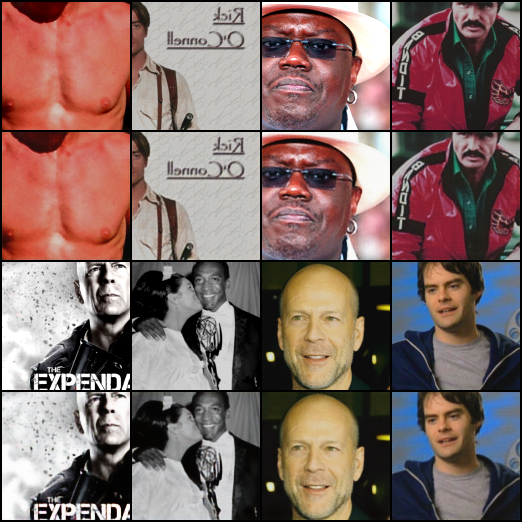 Rick
O'Connell
BANDIT
Rick
O'Connell
BANDIT
THE
EXPENDA
THE
EXPENDA